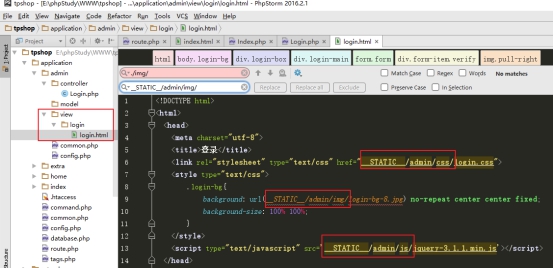 tpshop - [E:\phpStudy\WWW\tpshop] - ...\application\admin\view\login\login.html - PhpStorm 2016.2.1
File Edit View Navigate Code Refactor Run Tools VCS Window Help
tpshop application admin view login login.html
Project
route.php index.html Index.php Login.php login.html
tpshop E:\phpStudy\WWW\tp
application
admin
controller
Login.php
model
view
login
login.html
common.php
config.php
extra
home
index
.htaccess
command.php
common.php
config.php
database.php
route.php
tags.php
1: Project
Structure
html body.login-bg div.login-box div.login-main form.form div.form-item.verify img.pull-right
./img/
Match Case Regex Words No matches
__STATIC__/admin/img/
Replace Replace all Exclude Preserve Case In Selection
1 <!DOCTYPE html>
2 <html>
3 <head>
4 <meta charset="utf-8">
5 <title>登录</title>
6 <link rel="stylesheet" type="text/css" href="__STATIC__/admin/css/login.css">
7 <style type="text/css">
8 .login-bg{
9 background: url(__STATIC__/admin/img/login-bg-8.jpg) no-repeat center center fixed;
10 background-size: 100% 100%;
11 }
12 </style>
13 <script type="text/javascript" src='__STATIC__/admin/js/jquery-3.1.1.min.js'></script>
14 </head>